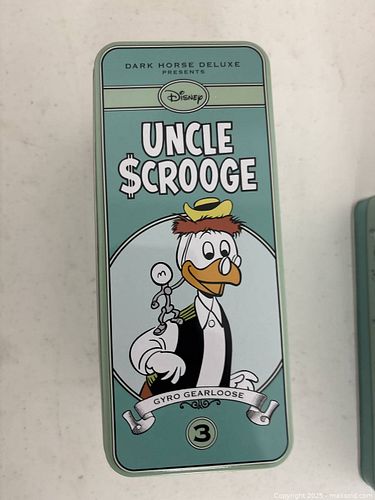 DARK HORSE DELUXE
PRESENTS
Disney
UNCLE
$CROOGE
GYRO GEARLOOSE
3
Copyright 2025 - maxsold.com